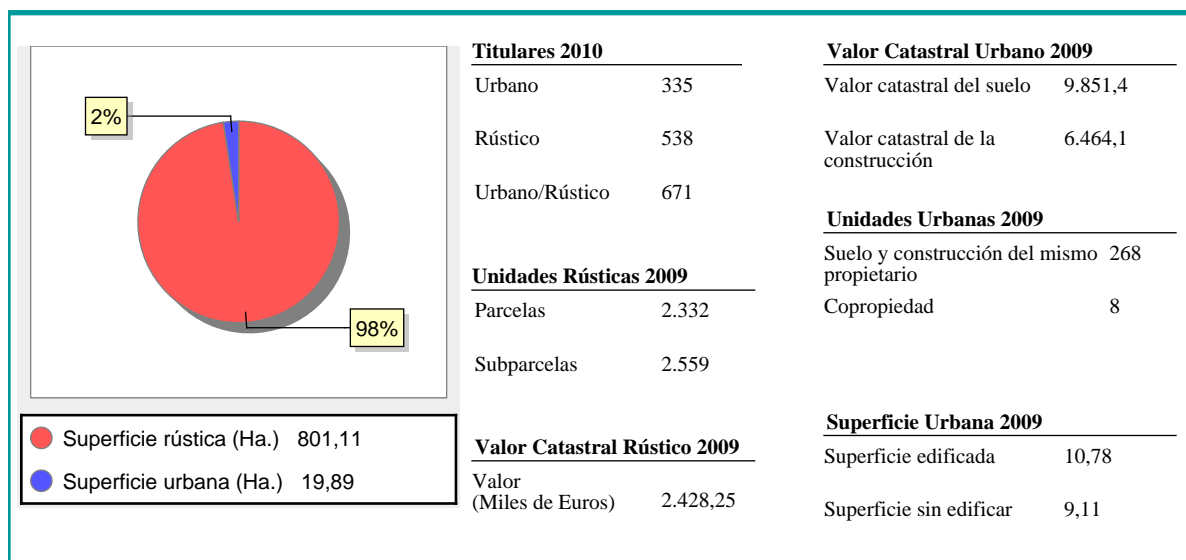 2%
98%
Superficie rústica (Ha.) 801,11
Superficie urbana (Ha.) 19,89
Titulares 2010
Urbano 335
Rústico 538
Urbano/Rústico 671
Unidades Rústicas 2009
Parcelas 2.332
Subparcelas 2.559
Valor Catastral Rústico 2009
Valor
(Miles de Euros) 2.428,25
Valor Catastral Urbano 2009
Valor catastral del suelo 9.851,4
Valor catastral de la 6.464,1
construcción
Unidades Urbanas 2009
Suelo y construcción del mismo 268
propietario
Copropiedad 8
Superficie Urbana 2009
Superficie edificada 10,78
Superficie sin edificar 9,11